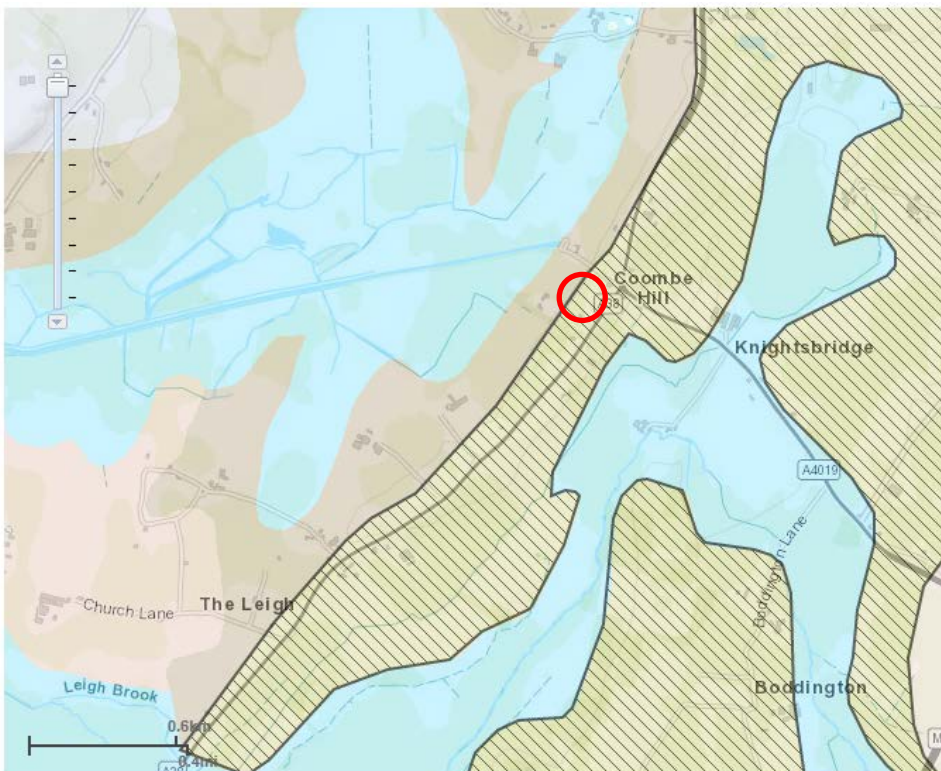 Coombe
Hill
Knightsbridge
A4019
Boddington Lane
Church Lane
The Leigh
Leigh Brook
Boddington
0.6km
0.4mi
M